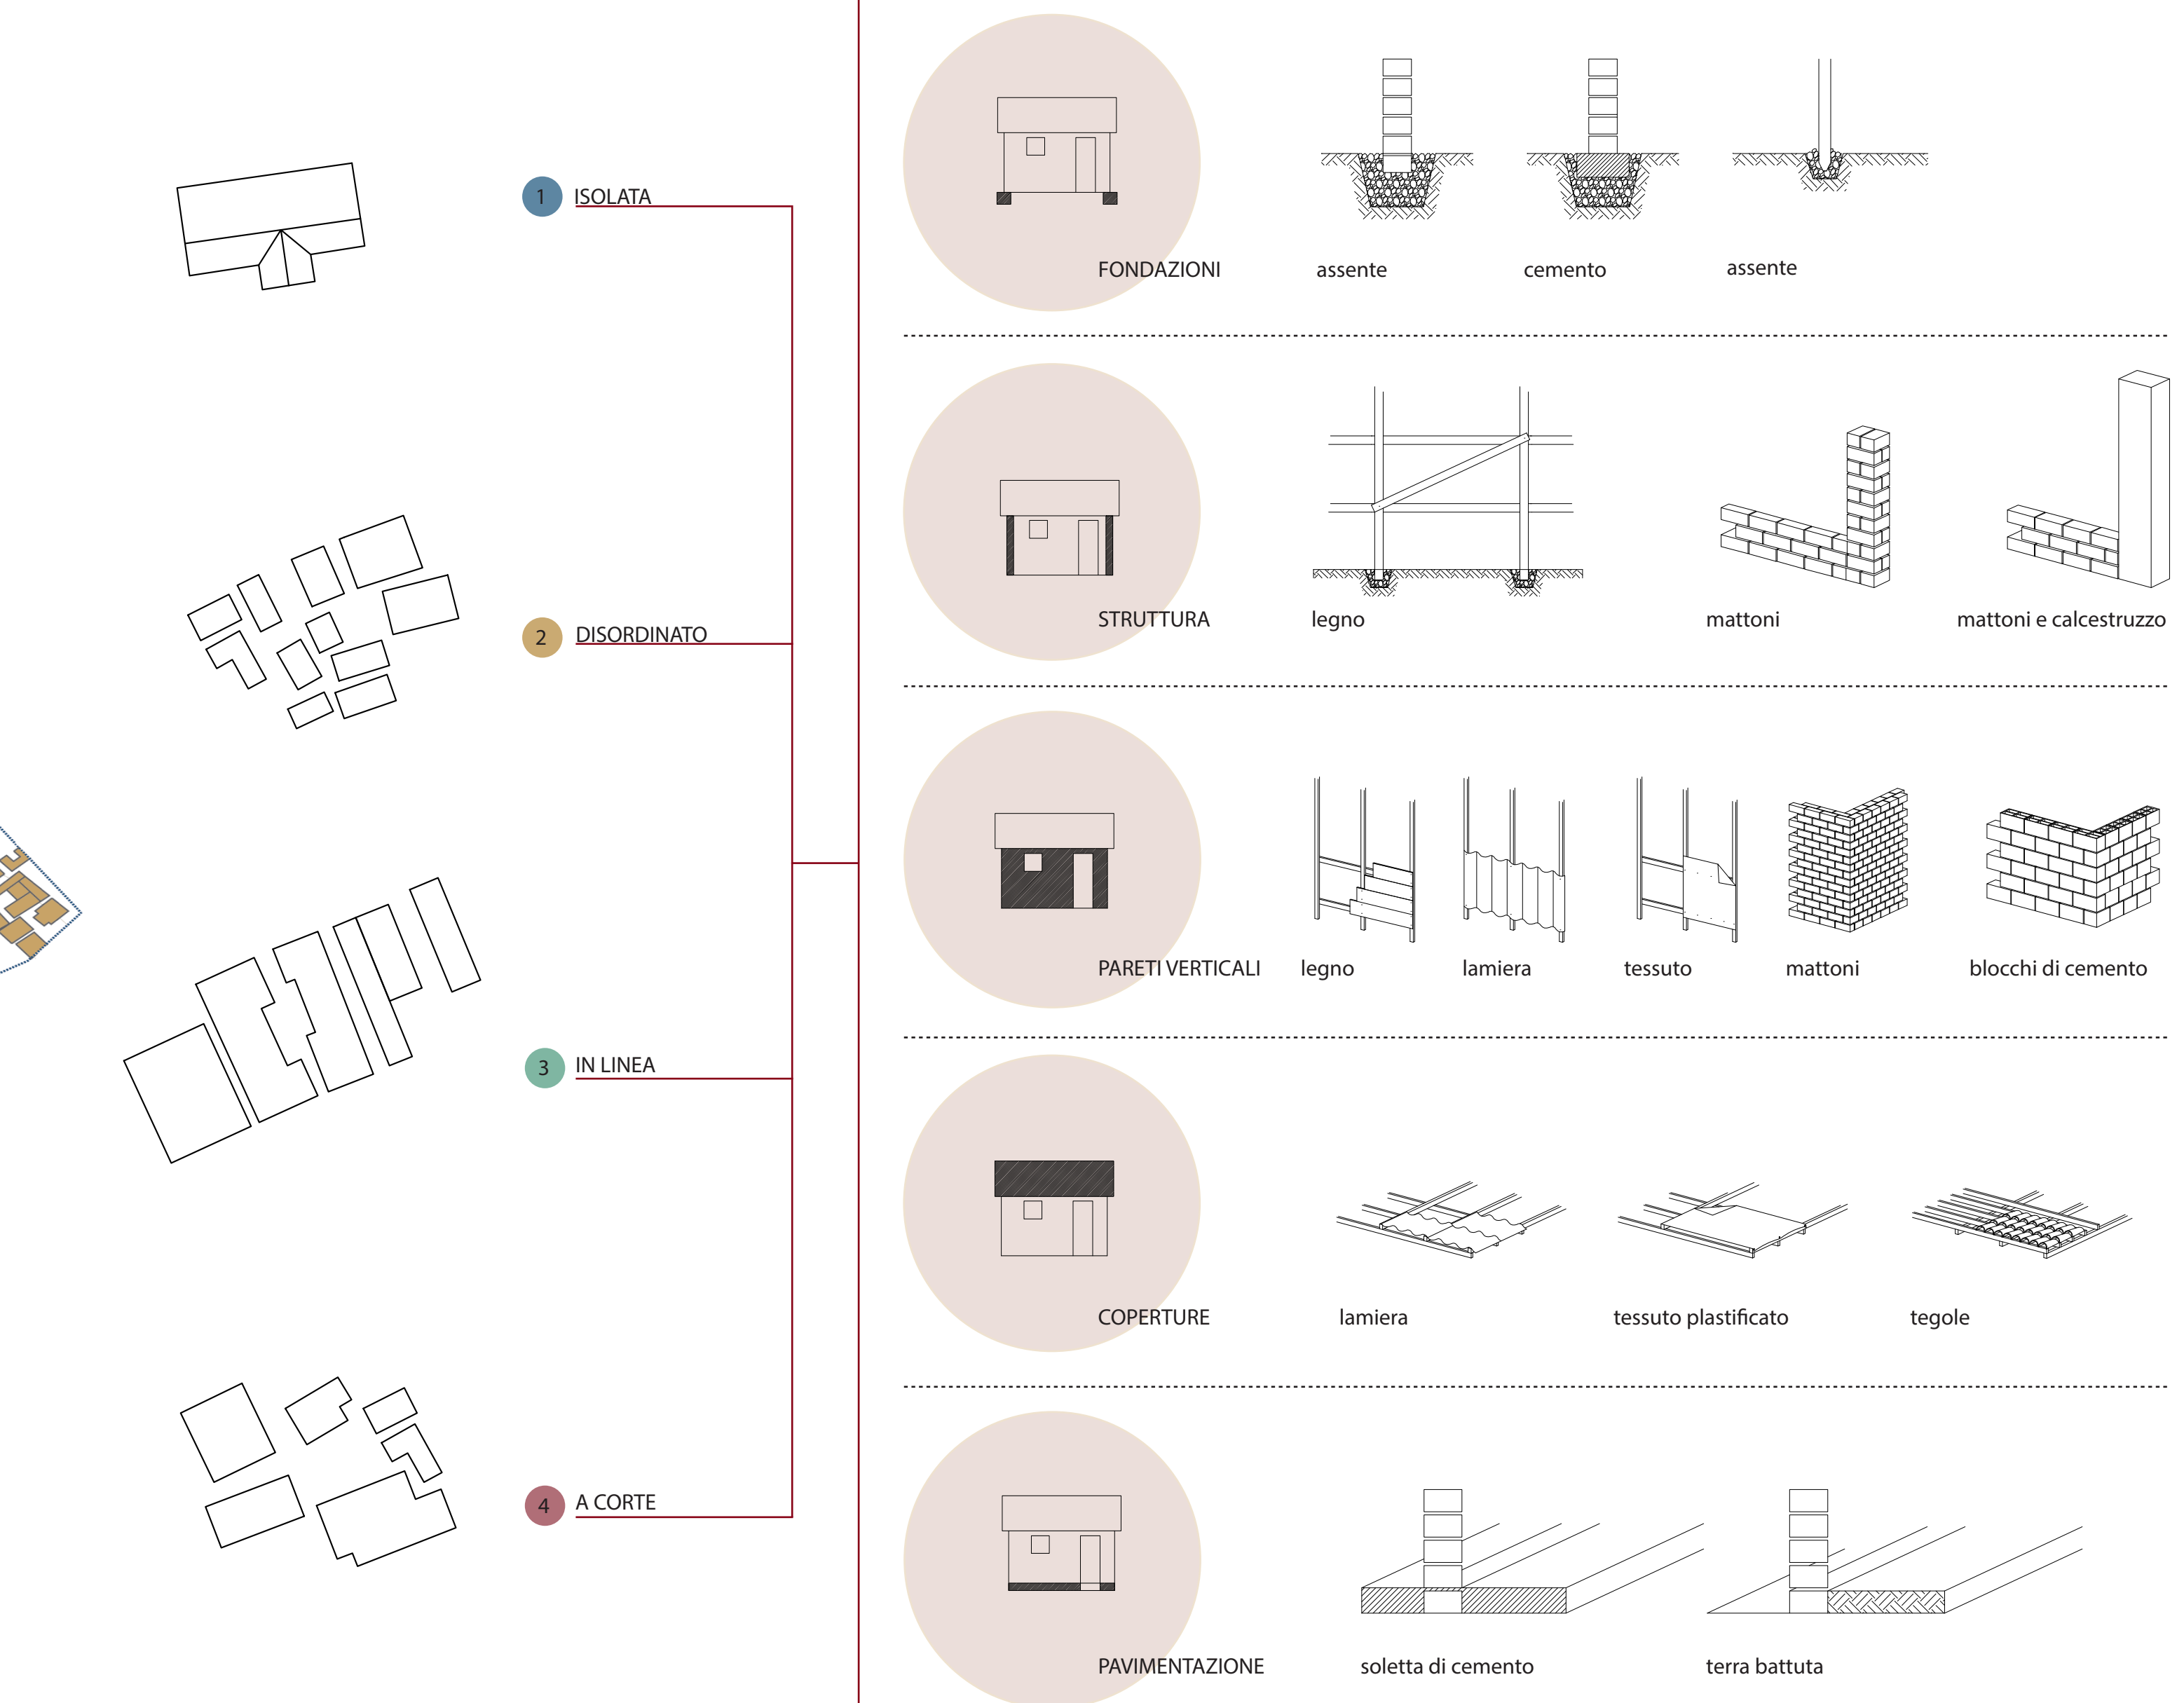 1 ISOLATA
2 DISORDINATO
3 IN LINEA
4 A CORTE
FONDAZIONI
assente
cemento
assente
STRUTTURA
legno
mattoni
mattoni e calcestruzzo
PARETI VERTICALI
legno
lamiera
tessuto
mattoni
blocchi di cemento
COPERTURE
lamiera
tessuto plastificato
tegole
PAVIMENTAZIONE
soletta di cemento
terra battuta